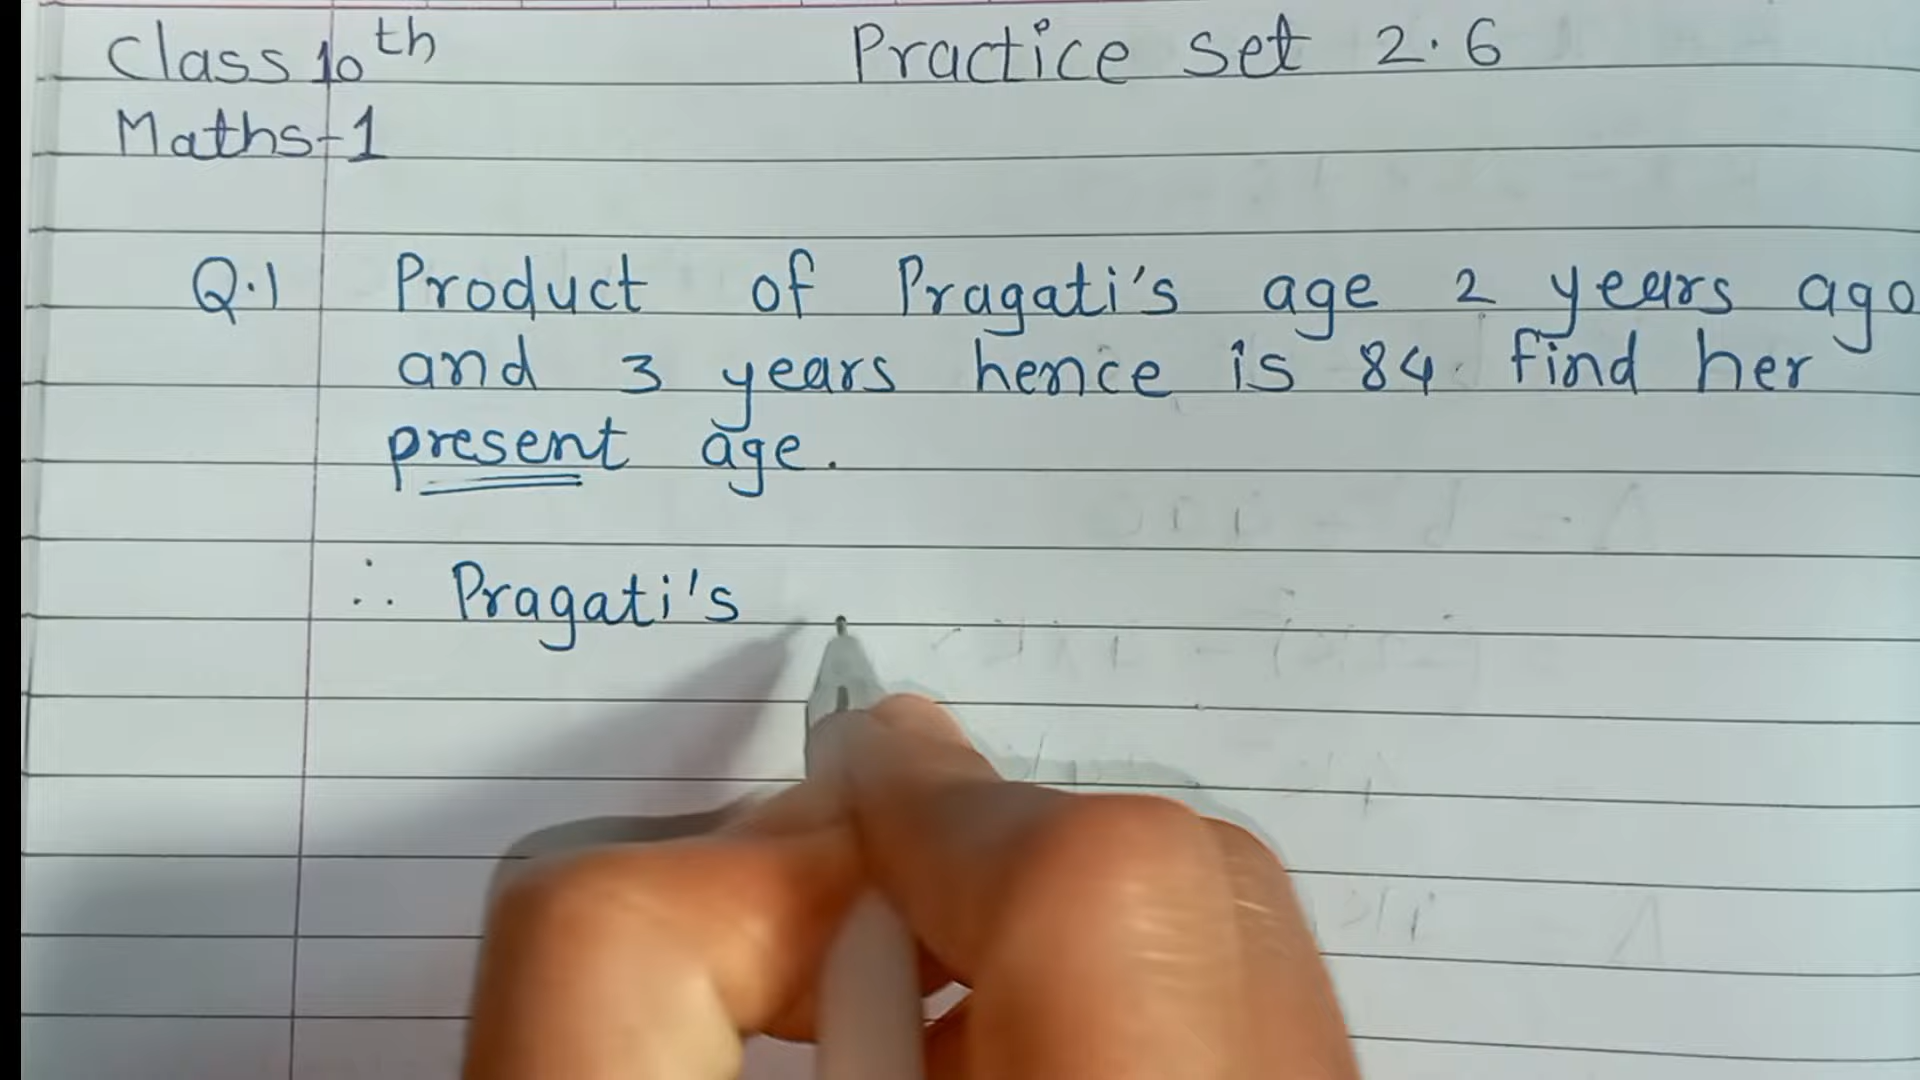 Class 10th Practice set 2.6
Maths-1
Q.1 Product of Pragati's age 2 years ago
and 3 years hence is 84. find her
present age.
∴ Pragati's